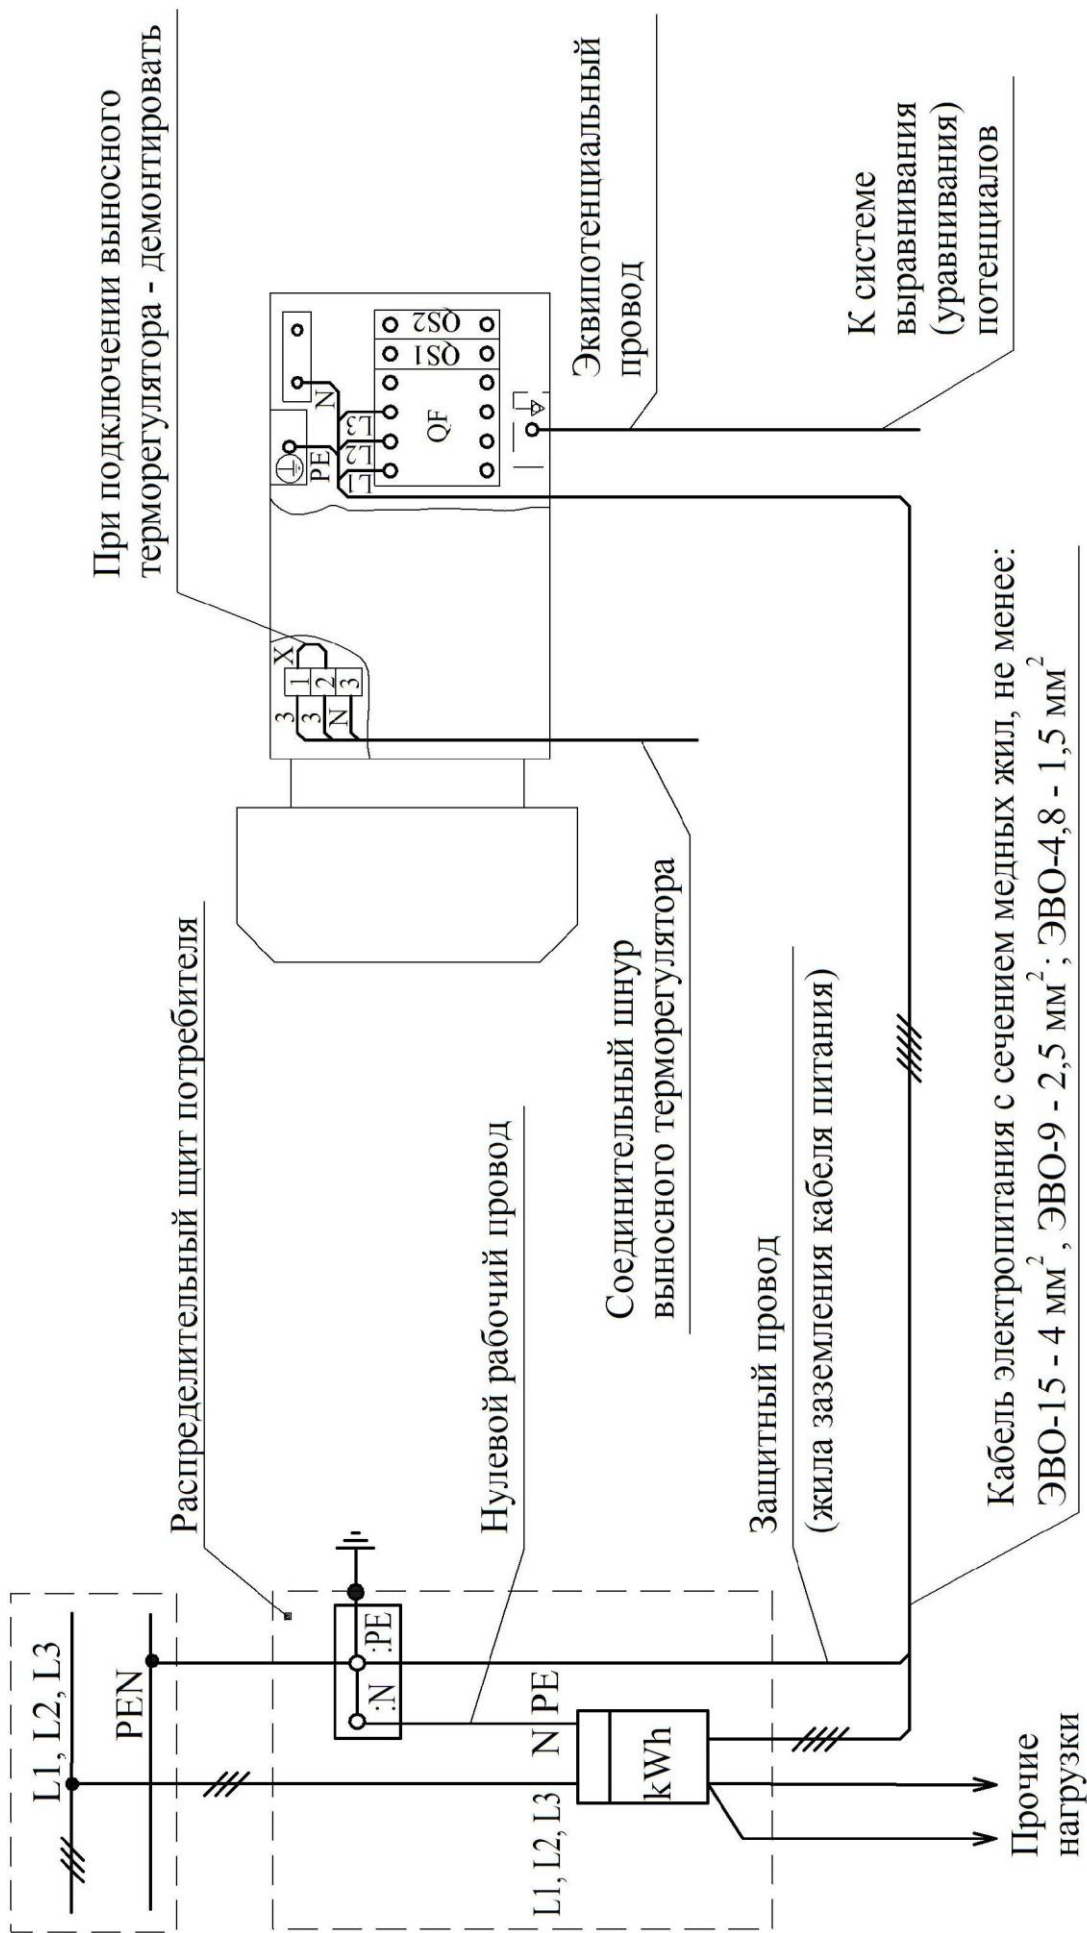 L1, L2, L3
PEN
Распределительный щит потребителя
При подключении выносного
терморегулятора - демонтировать
:N
:PE
Нулевой рабочий провод
L1, L2, L3
N
PE
kWh
Прочие
нагрузки
Защитный провод
(жила заземления кабеля питания)
Соединительный шнур
выносного терморегулятора
3
3
N
1
2
3
X
PE
N
L1
L2
L3
QF
QS1
QS2
Эквипотенциальный
провод
К системе
выравнивания
(уравнивания)
потенциалов
Кабель электропитания с сечением медных жил, не менее:
ЭВО-15 - 4 мм², ЭВО-9 - 2,5 мм²; ЭВО-4,8 - 1,5 мм²